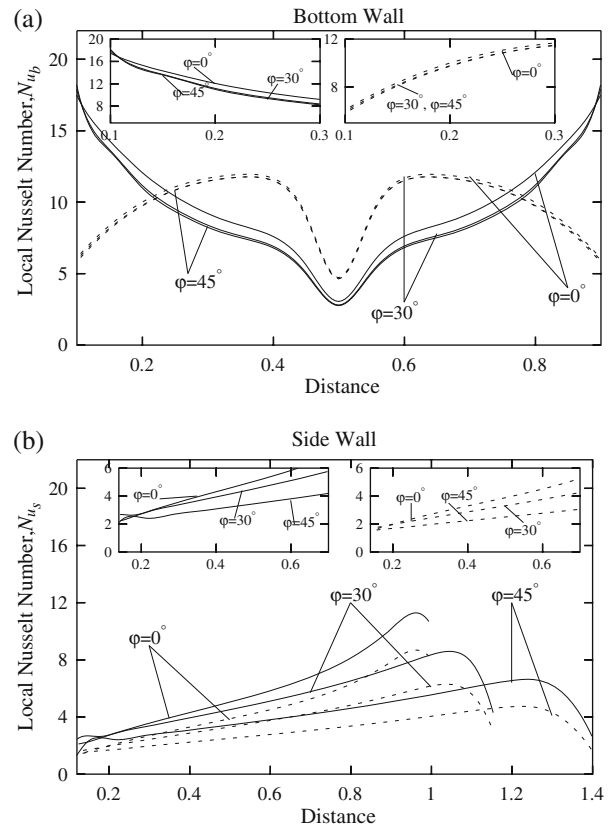 (a)
Bottom Wall
Local Nusselt Number, Nu_b
20
16
12
8
φ=0°
φ=30°
φ=45°
0.1
0.2
0.3
12
8
φ=0°
φ=30°, φ=45°
0.1
0.2
0.3
20
15
10
5
0
φ=45°
φ=30°
φ=0°
0.2
0.4
0.6
0.8
Distance
(b)
Side Wall
Local Nusselt Number, Nu_s
6
4
2
0
φ=0°
φ=30°
φ=45°
0.2
0.4
0.6
6
4
2
0
φ=0°
φ=45°
φ=30°
0.2
0.4
0.6
20
16
12
8
4
0
φ=0°
φ=30°
φ=45°
0.2
0.4
0.6
0.8
1
1.2
1.4
Distance